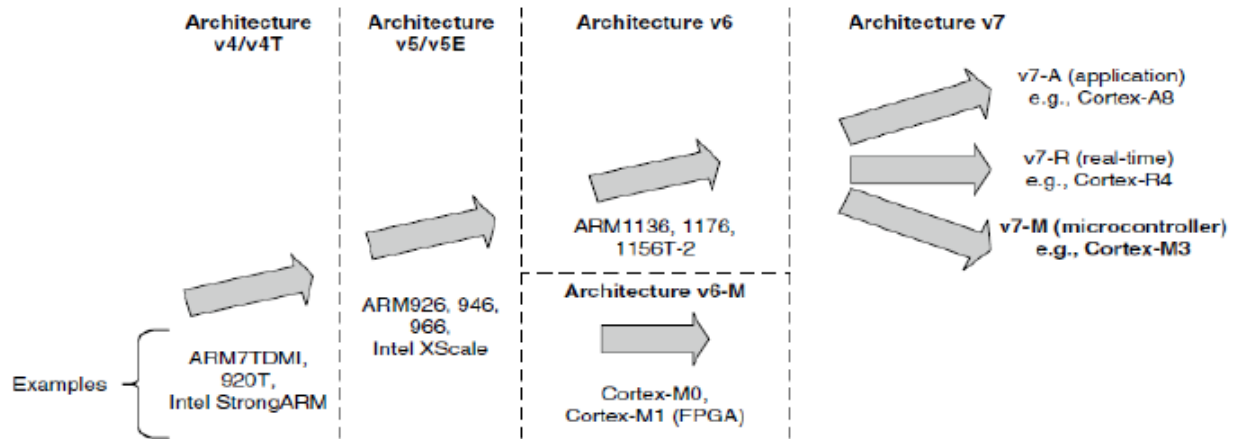 Architecture
v4/v4T
Architecture
v5/v5E
Architecture v6
Architecture v7
v7-A (application)
e.g., Cortex-A8
v7-R (real-time)
e.g., Cortex-R4
v7-M (microcontroller)
e.g., Cortex-M3
ARM1136, 1176,
1156T-2
Architecture v6-M
ARM926, 946,
966,
Intel XScale
Examples
ARM7TDMI,
920T,
Intel StrongARM
Cortex-M0,
Cortex-M1 (FPGA)